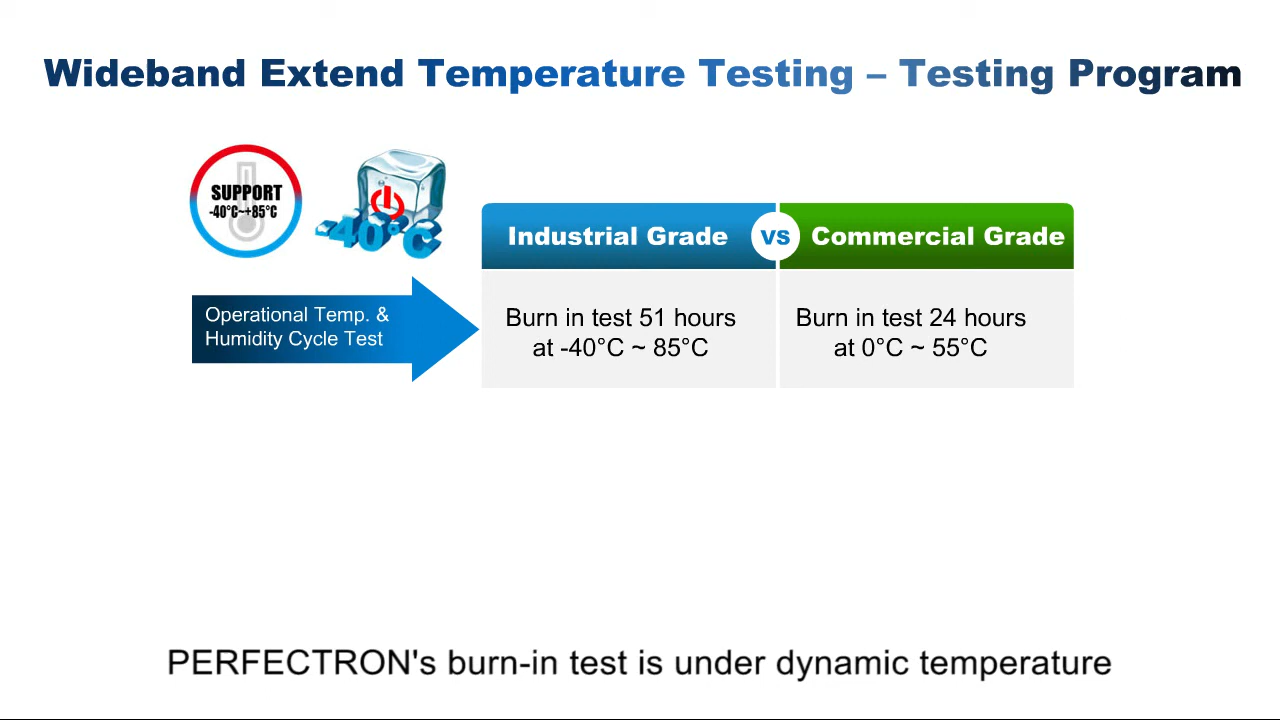 Wideband Extend Temperature Testing – Testing Program
SUPPORT
-40°C~+85°C
-40°C
Industrial Grade
VS
Commercial Grade
Operational Temp. &
Humidity Cycle Test
Burn in test 51 hours
at -40°C ~ 85°C
Burn in test 24 hours
at 0°C ~ 55°C
PERFECTRON's burn-in test is under dynamic temperature